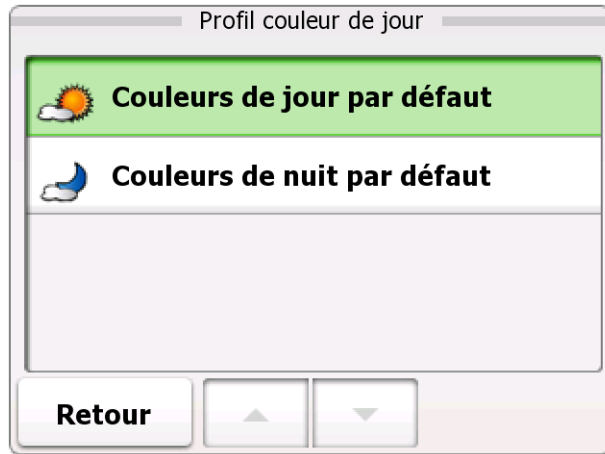 Profil couleur de jour
Couleurs de jour par défaut
Couleurs de nuit par défaut
Retour